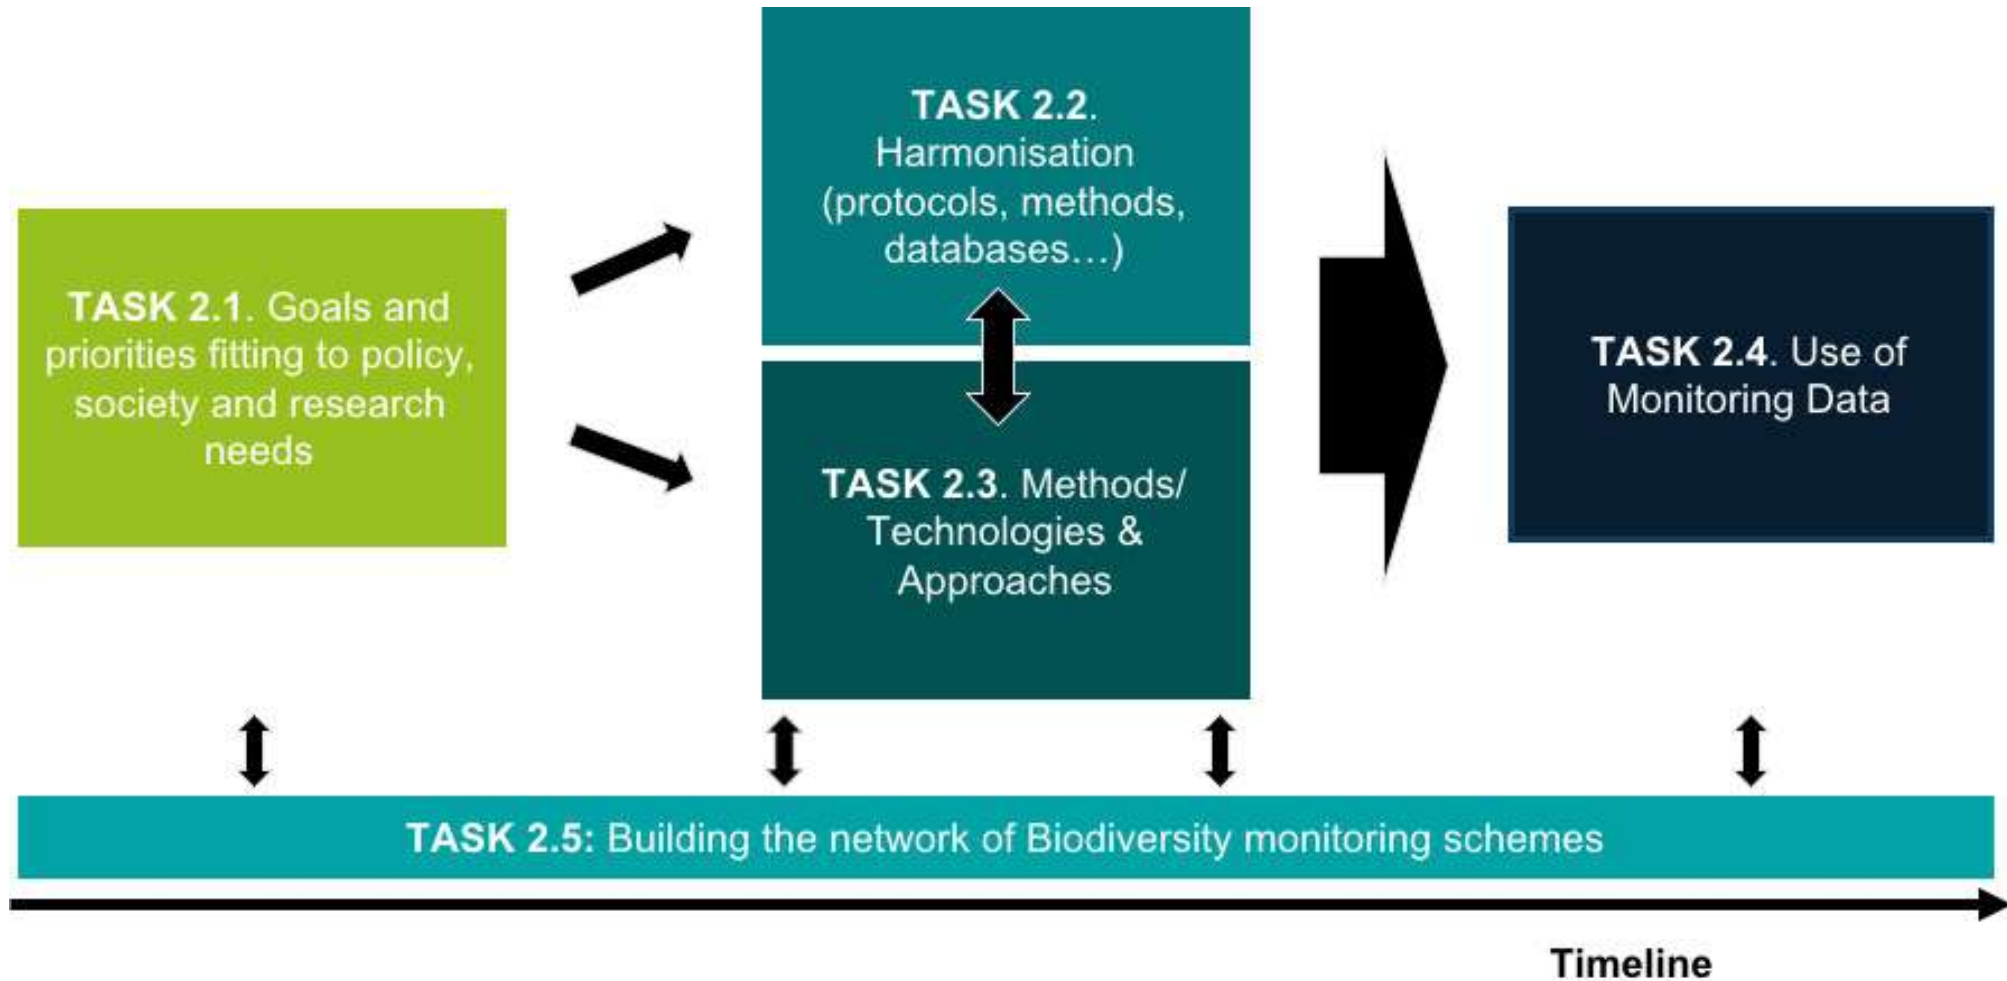 TASK 2.2.
Harmonisation
(protocols, methods,
databases…)
TASK 2.1. Goals and
priorities fitting to policy,
society and research
needs
TASK 2.3. Methods/
Technologies &
Approaches
TASK 2.4. Use of
Monitoring Data
TASK 2.5: Building the network of Biodiversity monitoring schemes
Timeline